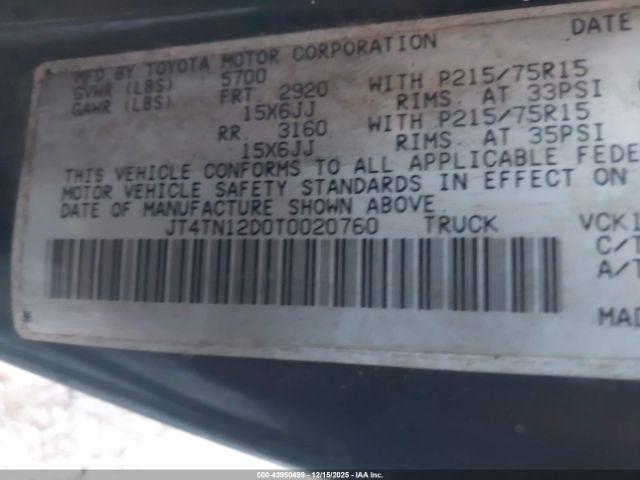 DATE
MFD BY TOYOTA MOTOR CORPORATION
GVWR (LBS) 5700
GAWR (LBS) FRT 2920 WITH P215/75R15
15X6JJ RIMS. AT 33PSI
RR. 3160 WITH P215/75R15
15X6JJ RIMS. AT 35PSI
THIS VEHICLE CONFORMS TO ALL APPLICABLE FEDE
MOTOR VEHICLE SAFETY STANDARDS IN EFFECT ON
DATE OF MANUFACTURE SHOWN ABOVE.
JT4TN12D0T0020760 TRUCK VCK1
C/T
A/T
MAD
000-43950499 - 12/15/2025 - IAA Inc.